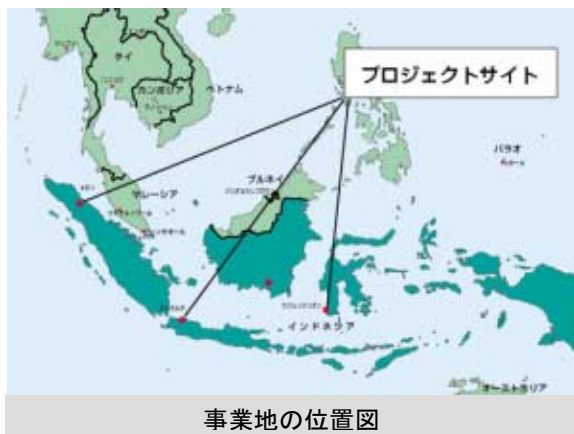 タイ
カンボジア
ベトナム
プロジェクトサイト
パラオ
ブルネイ
マレーシア
インドネシア
オーストラリア
事業地の位置図